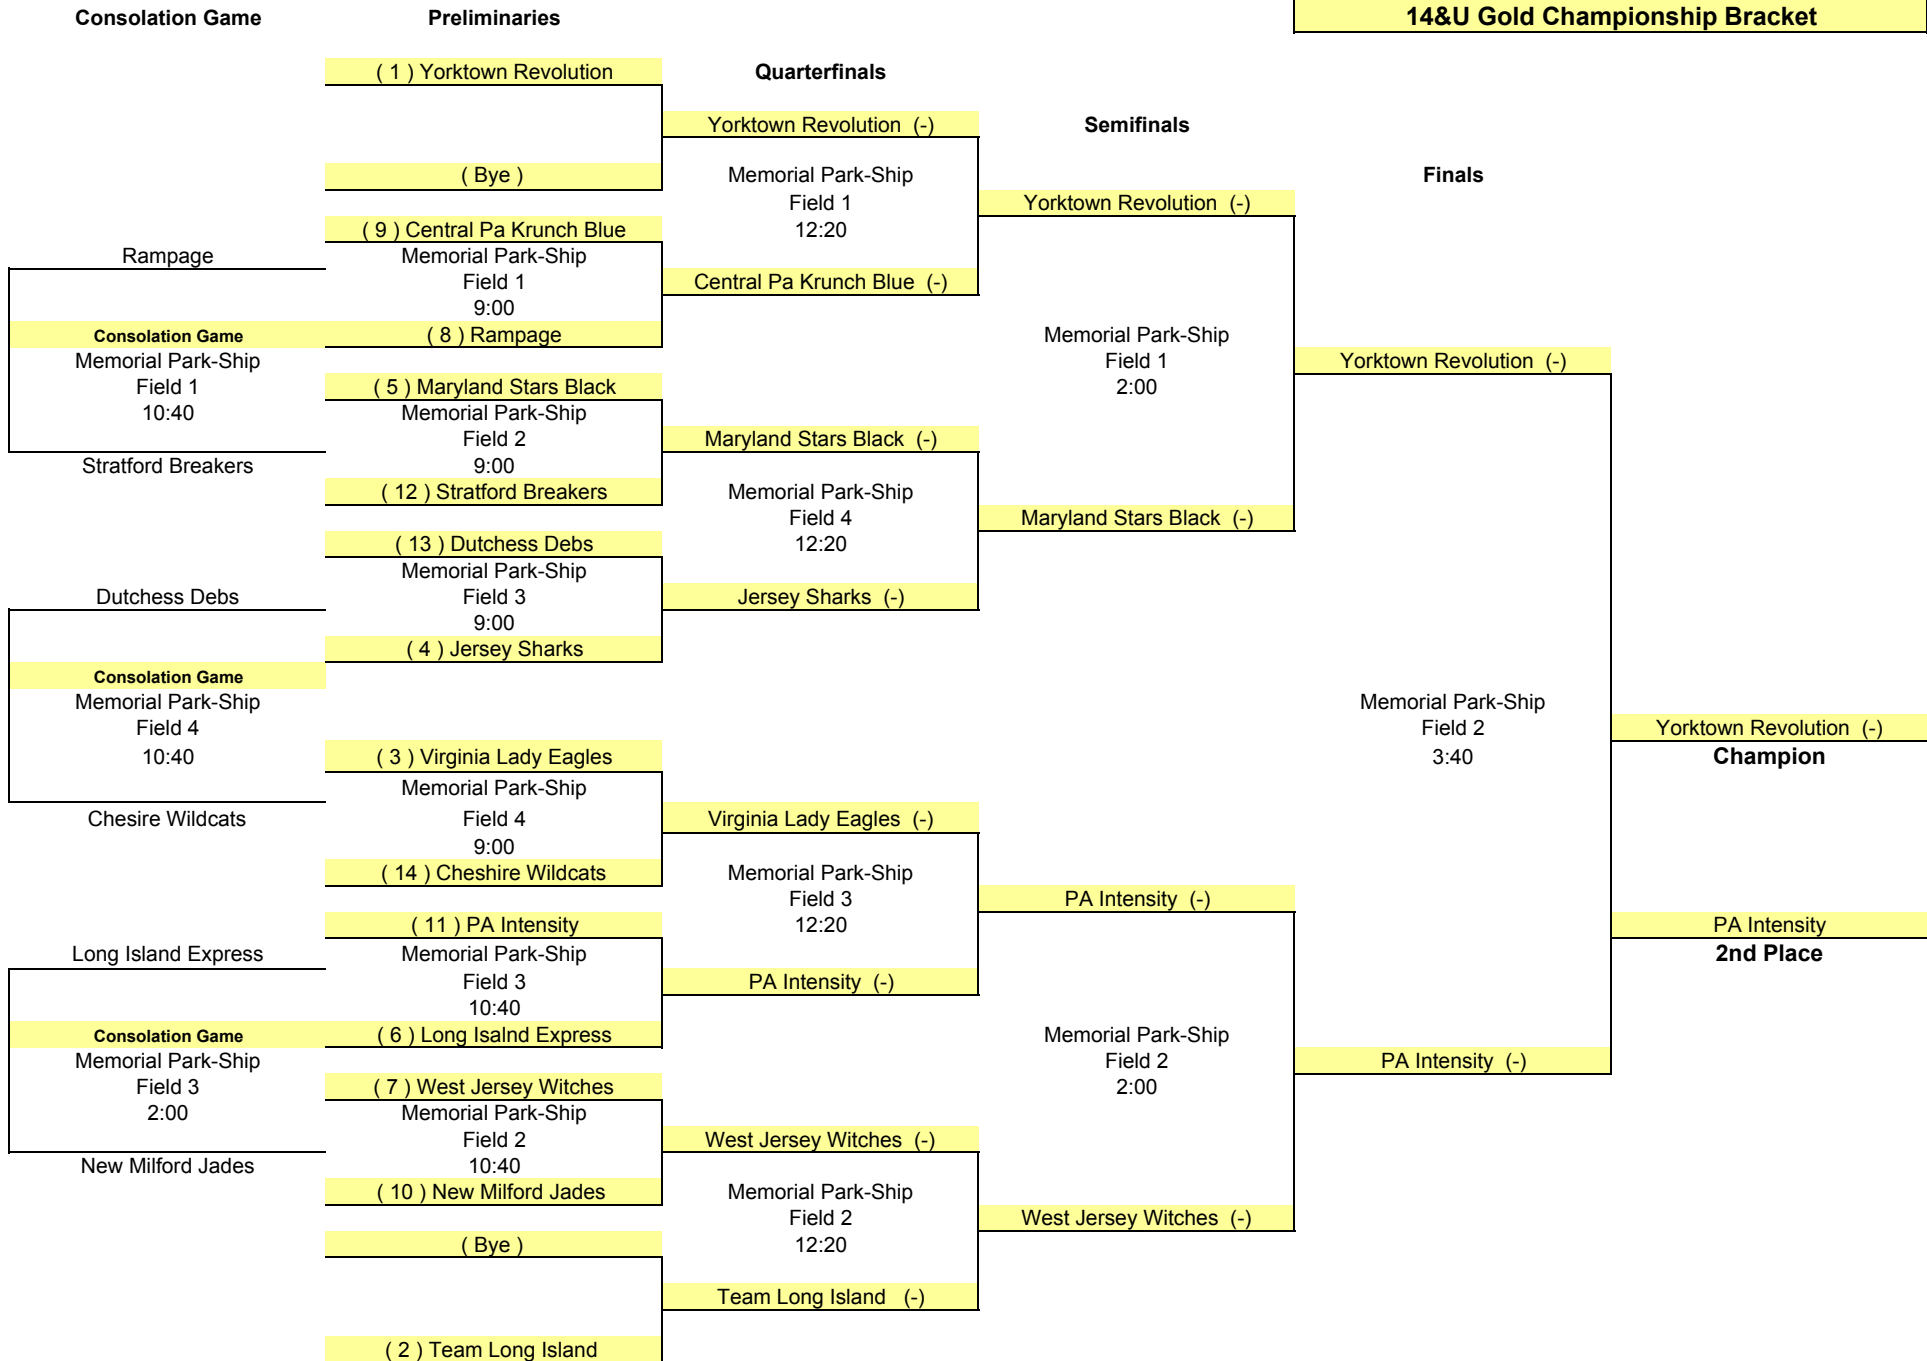 14&U Gold Championship Bracket
Consolation Game
Preliminaries
Quarterfinals
Semifinals
Finals
Rampage
Consolation Game
Memorial Park-Ship
Field 1
10:40
Stratford Breakers
Dutchess Debs
Consolation Game
Memorial Park-Ship
Field 4
10:40
Chesire Wildcats
Long Island Express
Consolation Game
Memorial Park-Ship
Field 3
2:00
New Milford Jades
( 1 ) Yorktown Revolution
( Bye )
( 9 ) Central Pa Krunch Blue
Memorial Park-Ship
Field 1
9:00
( 8 ) Rampage
( 5 ) Maryland Stars Black
Memorial Park-Ship
Field 2
9:00
( 12 ) Stratford Breakers
( 13 ) Dutchess Debs
Memorial Park-Ship
Field 3
9:00
( 4 ) Jersey Sharks
( 3 ) Virginia Lady Eagles
Memorial Park-Ship
Field 4
9:00
( 14 ) Cheshire Wildcats
( 11 ) PA Intensity
Memorial Park-Ship
Field 3
10:40
( 6 ) Long Isalnd Express
( 7 ) West Jersey Witches
Memorial Park-Ship
Field 2
10:40
( 10 ) New Milford Jades
( Bye )
( 2 ) Team Long Island
Yorktown Revolution (-)
Memorial Park-Ship
Field 1
12:20
Central Pa Krunch Blue (-)
Maryland Stars Black (-)
Memorial Park-Ship
Field 4
12:20
Jersey Sharks (-)
Virginia Lady Eagles (-)
Memorial Park-Ship
Field 3
12:20
PA Intensity (-)
West Jersey Witches (-)
Memorial Park-Ship
Field 2
12:20
Team Long Island (-)
Yorktown Revolution (-)
Memorial Park-Ship
Field 1
2:00
Maryland Stars Black (-)
PA Intensity (-)
Memorial Park-Ship
Field 2
2:00
West Jersey Witches (-)
Yorktown Revolution (-)
Memorial Park-Ship
Field 2
3:40
PA Intensity (-)
Yorktown Revolution (-)
Champion
PA Intensity
2nd Place